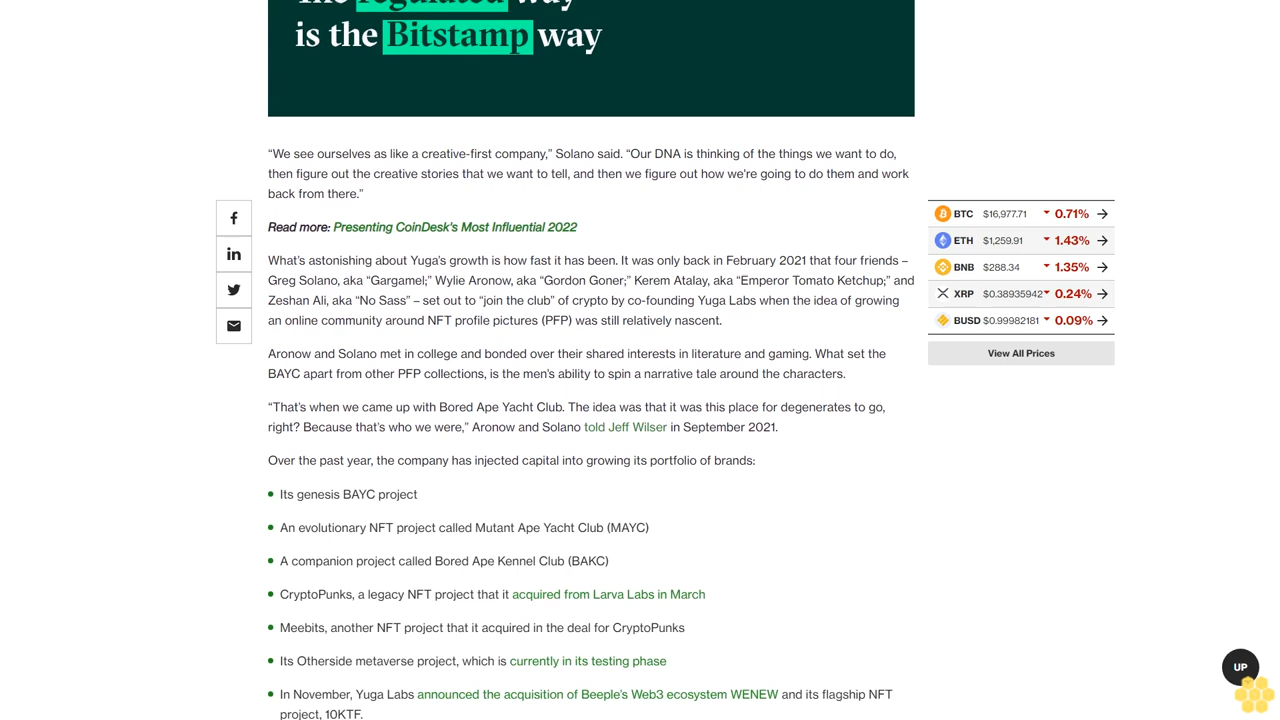 is the Bitstamp way
“We see ourselves as like a creative-first company,” Solano said. “Our DNA is thinking of the things we want to do,
then figure out the creative stories that we want to tell, and then we figure out how we're going to do them and work
back from there.”
Read more: Presenting CoinDesk's Most Influential 2022
What’s astonishing about Yuga’s growth is how fast it has been. It was only back in February 2021 that four friends –
Greg Solano, aka “Gargamel;” Wylie Aronow, aka “Gordon Goner;” Kerem Atalay, aka “Emperor Tomato Ketchup;” and
Zeshan Ali, aka “No Sass” – set out to “join the club” of crypto by co-founding Yuga Labs when the idea of growing
an online community around NFT profile pictures (PFP) was still relatively nascent.
Aronow and Solano met in college and bonded over their shared interests in literature and gaming. What set the
BAYC apart from other PFP collections, is the men’s ability to spin a narrative tale around the characters.
“That’s when we came up with Bored Ape Yacht Club. The idea was that it was this place for degenerates to go,
right? Because that’s who we were,” Aronow and Solano told Jeff Wilser in September 2021.
Over the past year, the company has injected capital into growing its portfolio of brands:
Its genesis BAYC project
An evolutionary NFT project called Mutant Ape Yacht Club (MAYC)
A companion project called Bored Ape Kennel Club (BAKC)
CryptoPunks, a legacy NFT project that it acquired from Larva Labs in March
Meebits, another NFT project that it acquired in the deal for CryptoPunks
Its Otherside metaverse project, which is currently in its testing phase
In November, Yuga Labs announced the acquisition of Beeple’s Web3 ecosystem WENEW and its flagship NFT
project, 10KTF.
BTC $16,977.71 0.71%
ETH $1,259.91 1.43%
BNB $288.34 1.35%
XRP $0.38935942 0.24%
BUSD $0.99982181 0.09%
View All Prices
UP